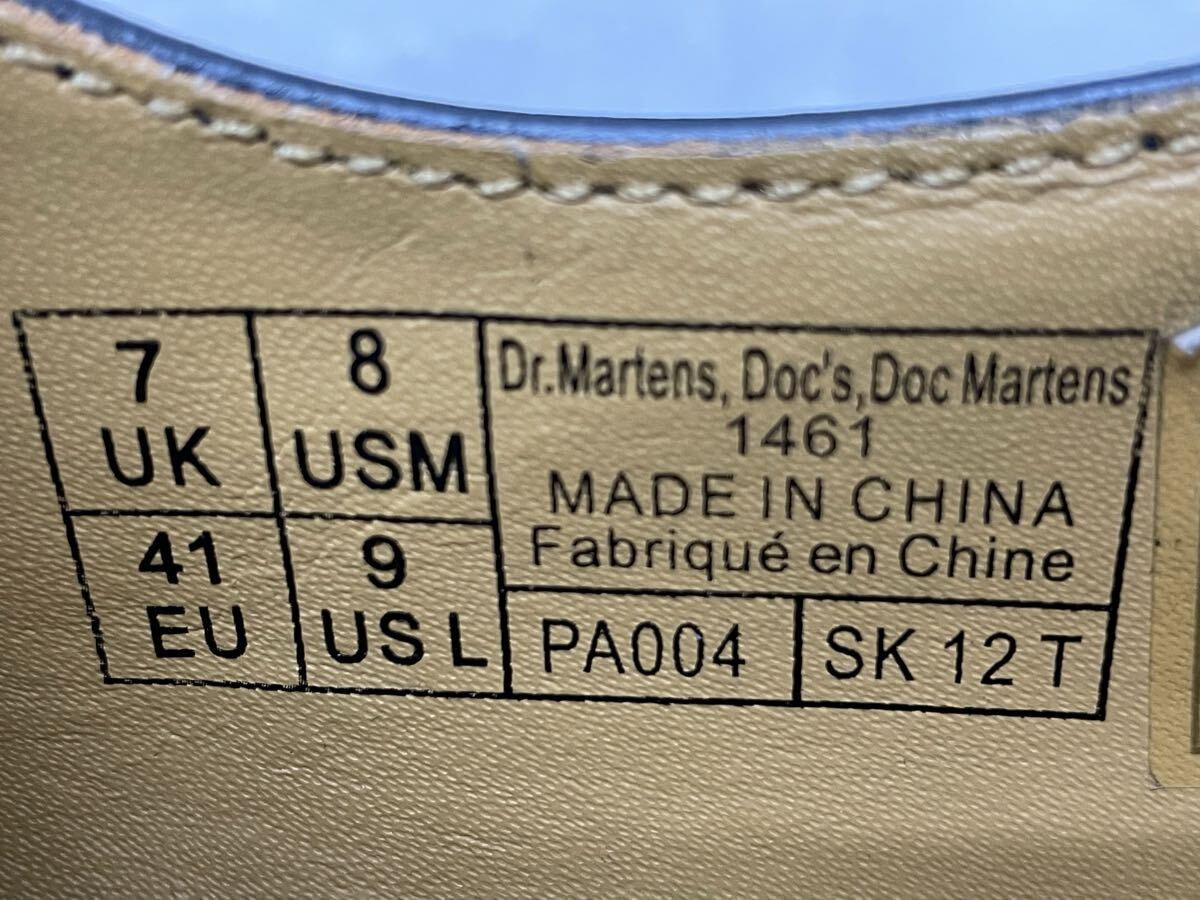 7
UK
8
USM
41
EU
9
US L
Dr.Martens, Doc's, Doc Martens
1461
MADE IN CHINA
Fabriqué en Chine
PA004
SK 12 T